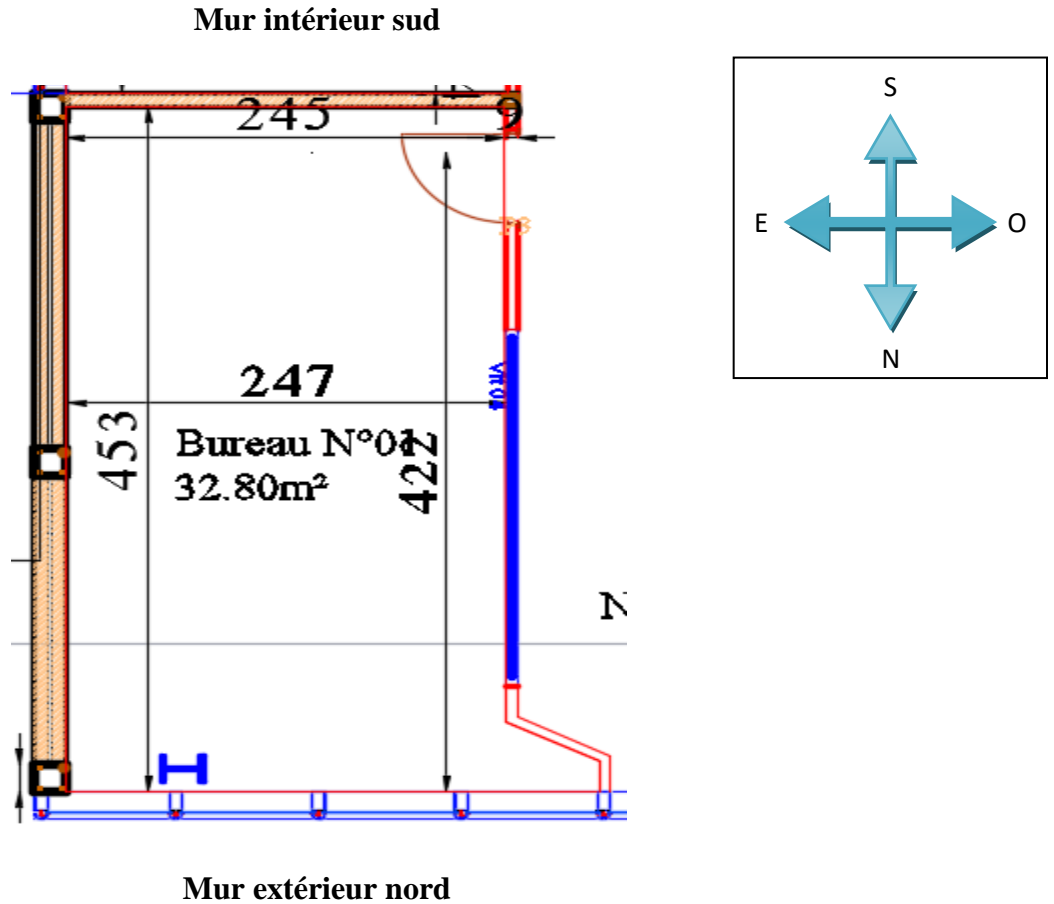 Mur intérieur sud
245
9
S
E
O
N
247
453
422
Bureau N°01
32.80m²
N
Mur extérieur nord